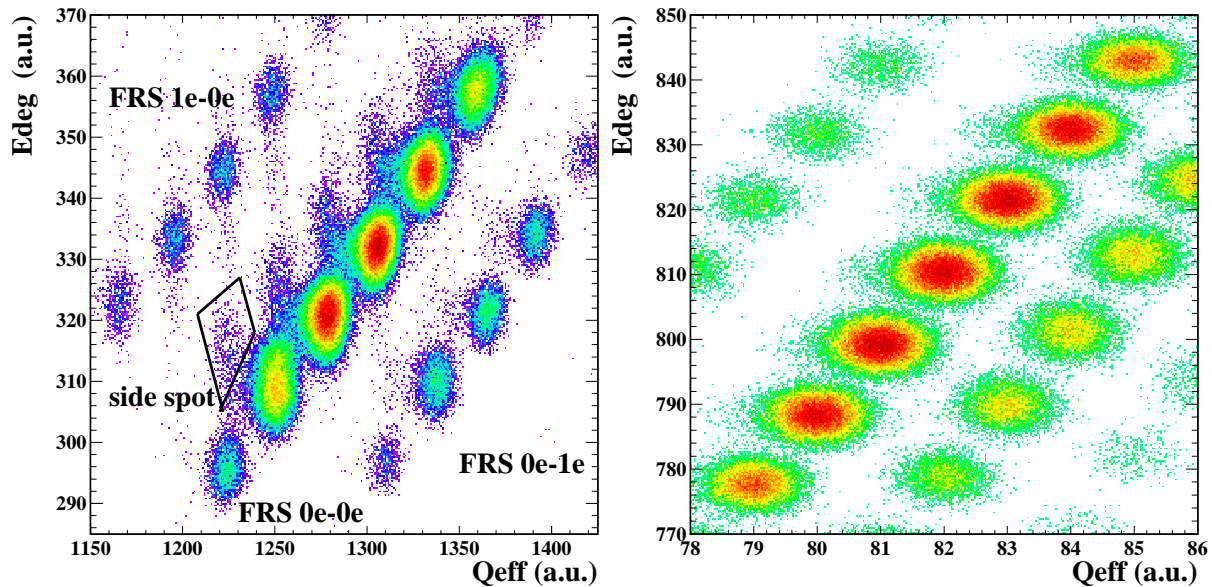 Edeg (a.u.)
370
360
350
340
330
320
310
300
290
FRS 1e-0e
side spot
FRS 0e-1e
FRS 0e-0e
1150 1200 1250 1300 1350 1400
Qeff (a.u.)
Edeg (a.u.)
850
840
830
820
810
800
790
780
770
78 79 80 81 82 83 84 85 86
Qeff (a.u.)